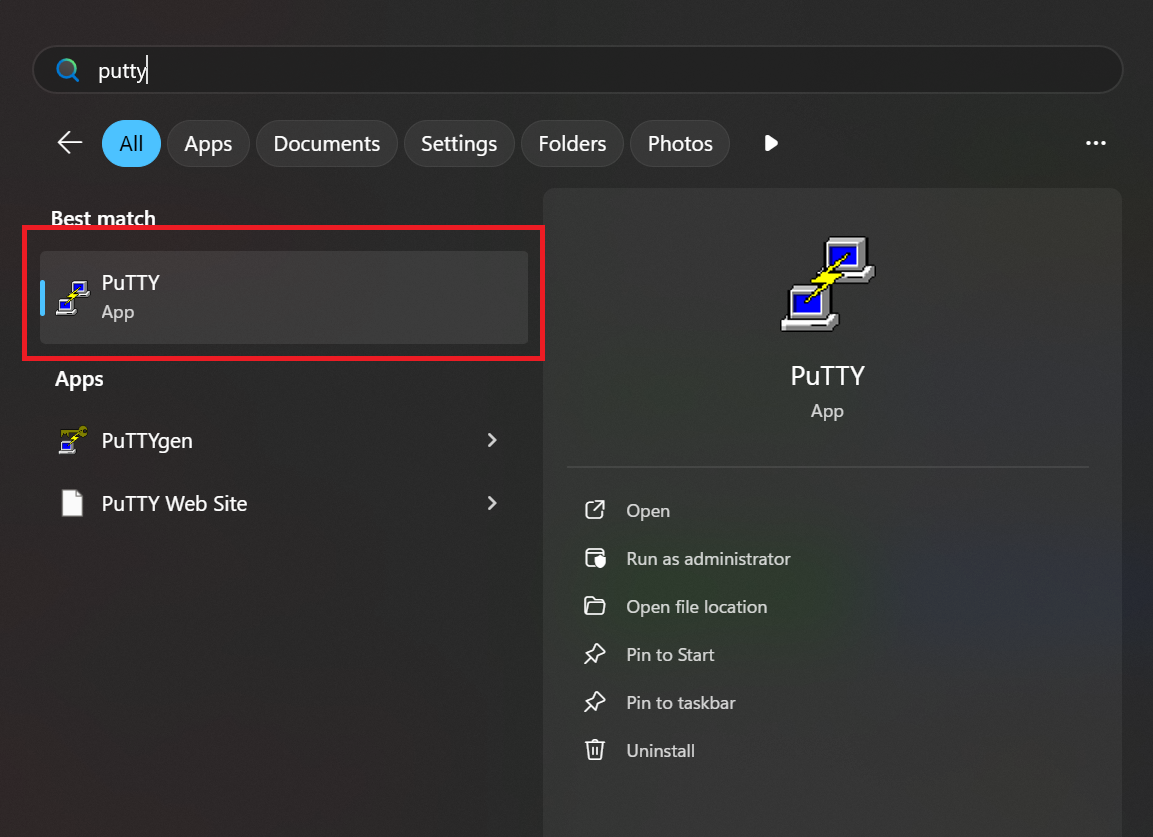 putty
All Apps Documents Settings Folders Photos
Best match
PuTTY
App
Apps
PuTTYgen
PuTTY Web Site
PuTTY
App
Open
Run as administrator
Open file location
Pin to Start
Pin to taskbar
Uninstall